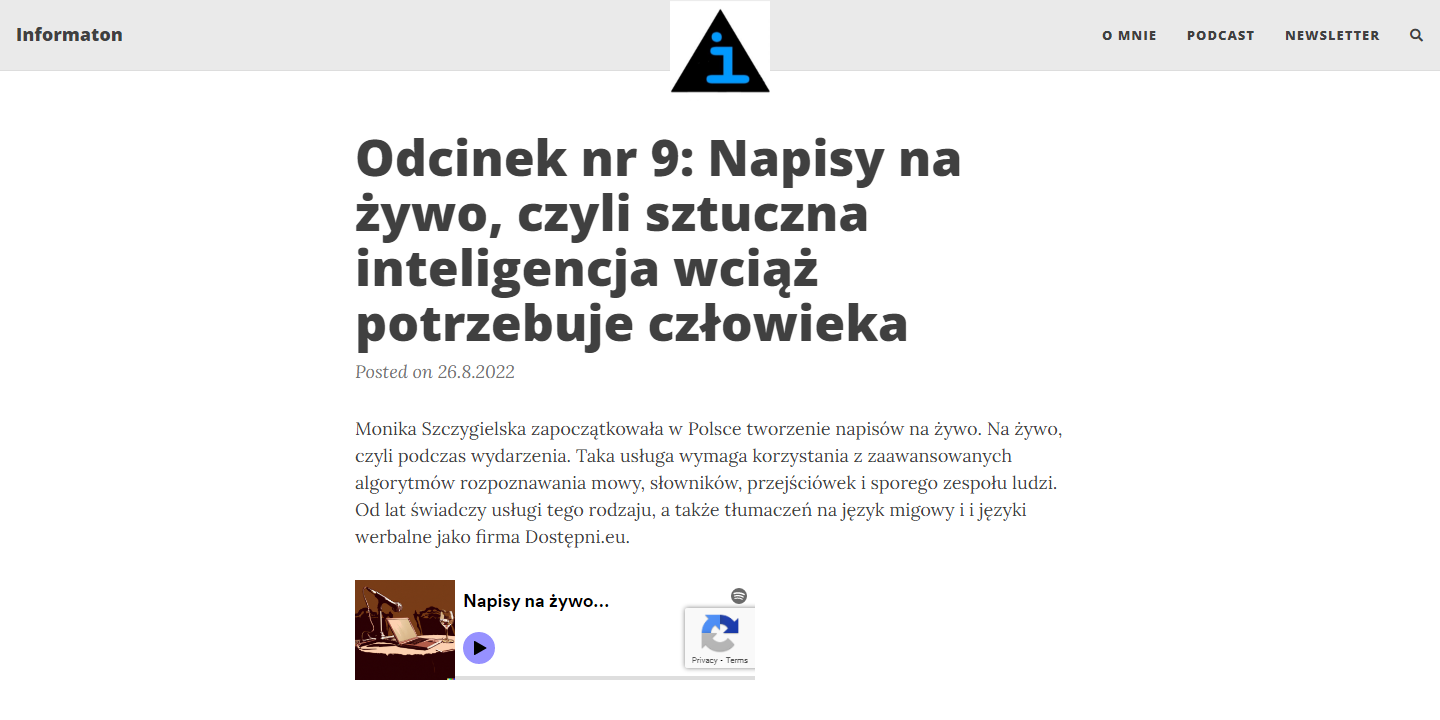 Informaton
i
O MNIE
PODCAST
NEWSLETTER
Odcinek nr 9: Napisy na
żywo, czyli sztuczna
inteligencja wciąż
potrzebuje człowieka
Posted on 26.8.2022
Monika Szczygielska zapoczątkowała w Polsce tworzenie napisów na żywo. Na żywo,
czyli podczas wydarzenia. Taka usługa wymaga korzystania z zaawansowanych
algorytmów rozpoznawania mowy, słowników, przejściówek i sporego zespołu ludzi.
Od lat świadczy usługi tego rodzaju, a także tłumaczeń na język migowy i i języki
werbalne jako firma Dostępni.eu.
Napisy na żywo...
Privacy - Terms